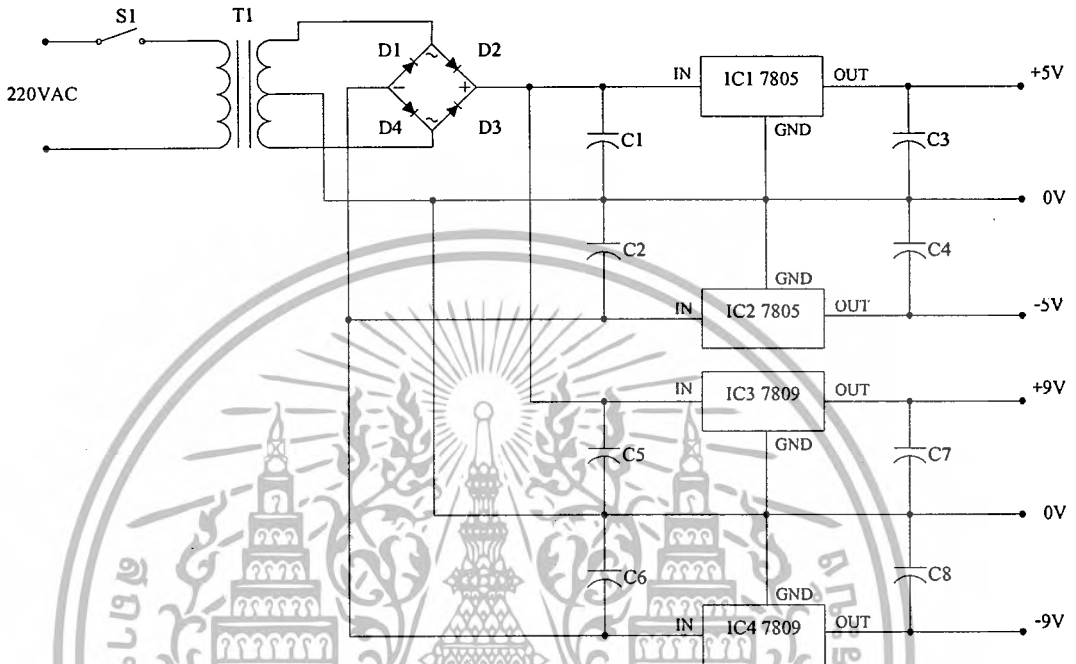 S1
T1
220VAC
D1
D2
D4
D3
~
-
+
~
IN
IC1 7805
OUT
+5V
GND
C1
C3
0V
C2
C4
GND
IN
IC2 7805
OUT
-5V
IN
IC3 7809
OUT
+9V
GND
C5
C7
0V
C6
C8
GND
IN
IC4 7809
OUT
-9V